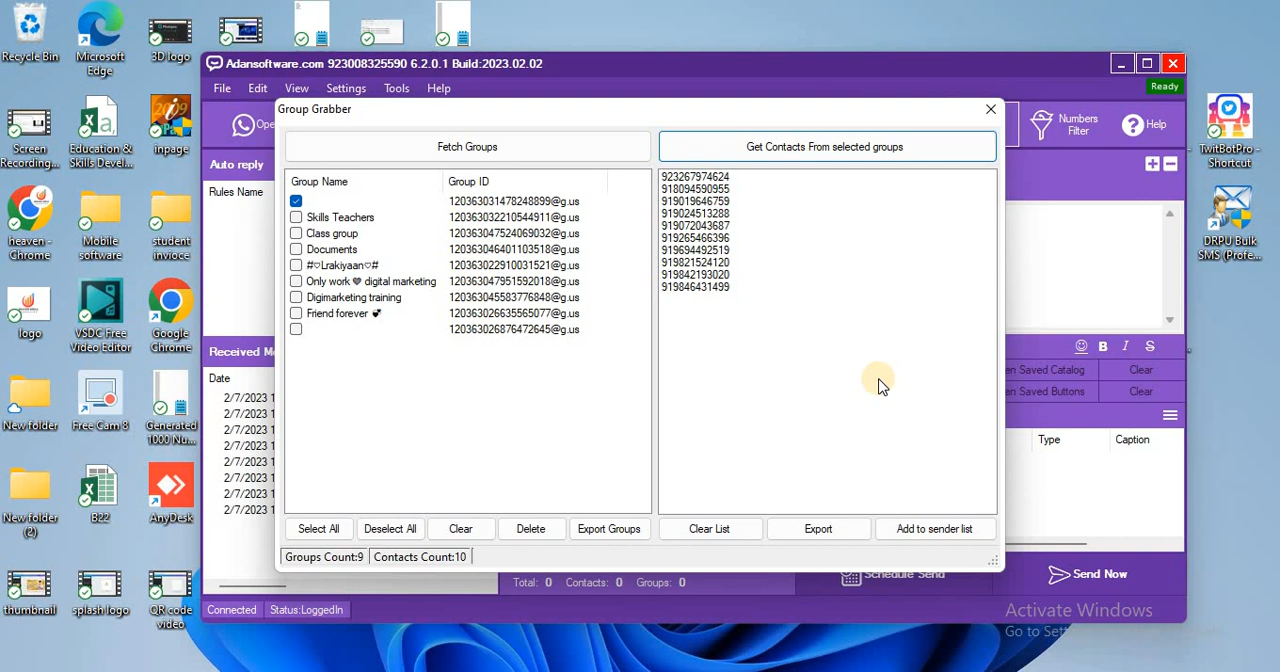 Recycle Bin
Microsoft
Edge
3D logo
Screen
Recording...
Education &
Skills Devel...
inpage
heaven -
Chrome
Mobile
software
student
invioce
logo
VSDC Free
Video Editor
Google
Chrome
New folder
Free Cam 8
Generated
1000 Nu...
New folder
(2)
B22
AnyDesk
thumbnail
splash logo
QR code
video
Adansoftware.com 923008325590 6.2.0.1 Build:2023.02.02
File Edit View Settings Tools Help
Ready
Ope
Numbers
Filter
Help
Auto reply
Rules Name
Received M
Date
2/7/2023 1
2/7/2023 1
2/7/2023 1
2/7/2023 1
2/7/2023 1
2/7/2023 1
2/7/2023 1
2/7/2023 1
Group Grabber
Fetch Groups
Get Contacts From selected groups
Group Name Group ID
120363031478248899@g.us
Skills Teachers 120363032210544911@g.us
Class group 120363047524069032@g.us
Documents 120363046401103518@g.us
#♡Lrakiyaan♡# 120363022910031521@g.us
Only work 💜 digital marketing 120363047951592018@g.us
Digimarketing training 120363045583776848@g.us
Friend forever 💕 120363026635565077@g.us
120363026876472645@g.us
923267974624
918094590955
919019646759
919024513288
919072043687
919265466396
919694492519
919821524120
919842193020
919846431499
Select All
Deselect All
Clear
Delete
Export Groups
Clear List
Export
Add to sender list
Groups Count:9 Contacts Count:10
B I S
en Saved Catalog Clear
en Saved Buttons Clear
Type Caption
Total: 0 Contacts: 0 Groups: 0
Schedule Send
Send Now
Connected Status:LoggedIn
Activate Windows
Go to Sett
TwitBotPro -
Shortcut
DRPU Bulk
SMS (Profe...